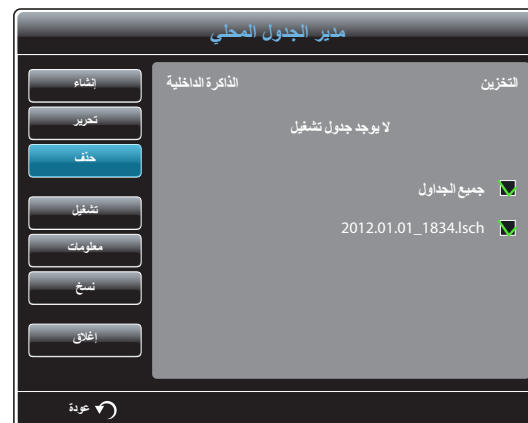 مدير الجدول المحلي
التخزين
الذاكرة الداخلية
لا يوجد جدول تشغيل
جميع الجداول
2012.01.01_1834.lsch
إنشاء
تحرير
حذف
تشغيل
معلومات
نسخ
إغلاق
عودة